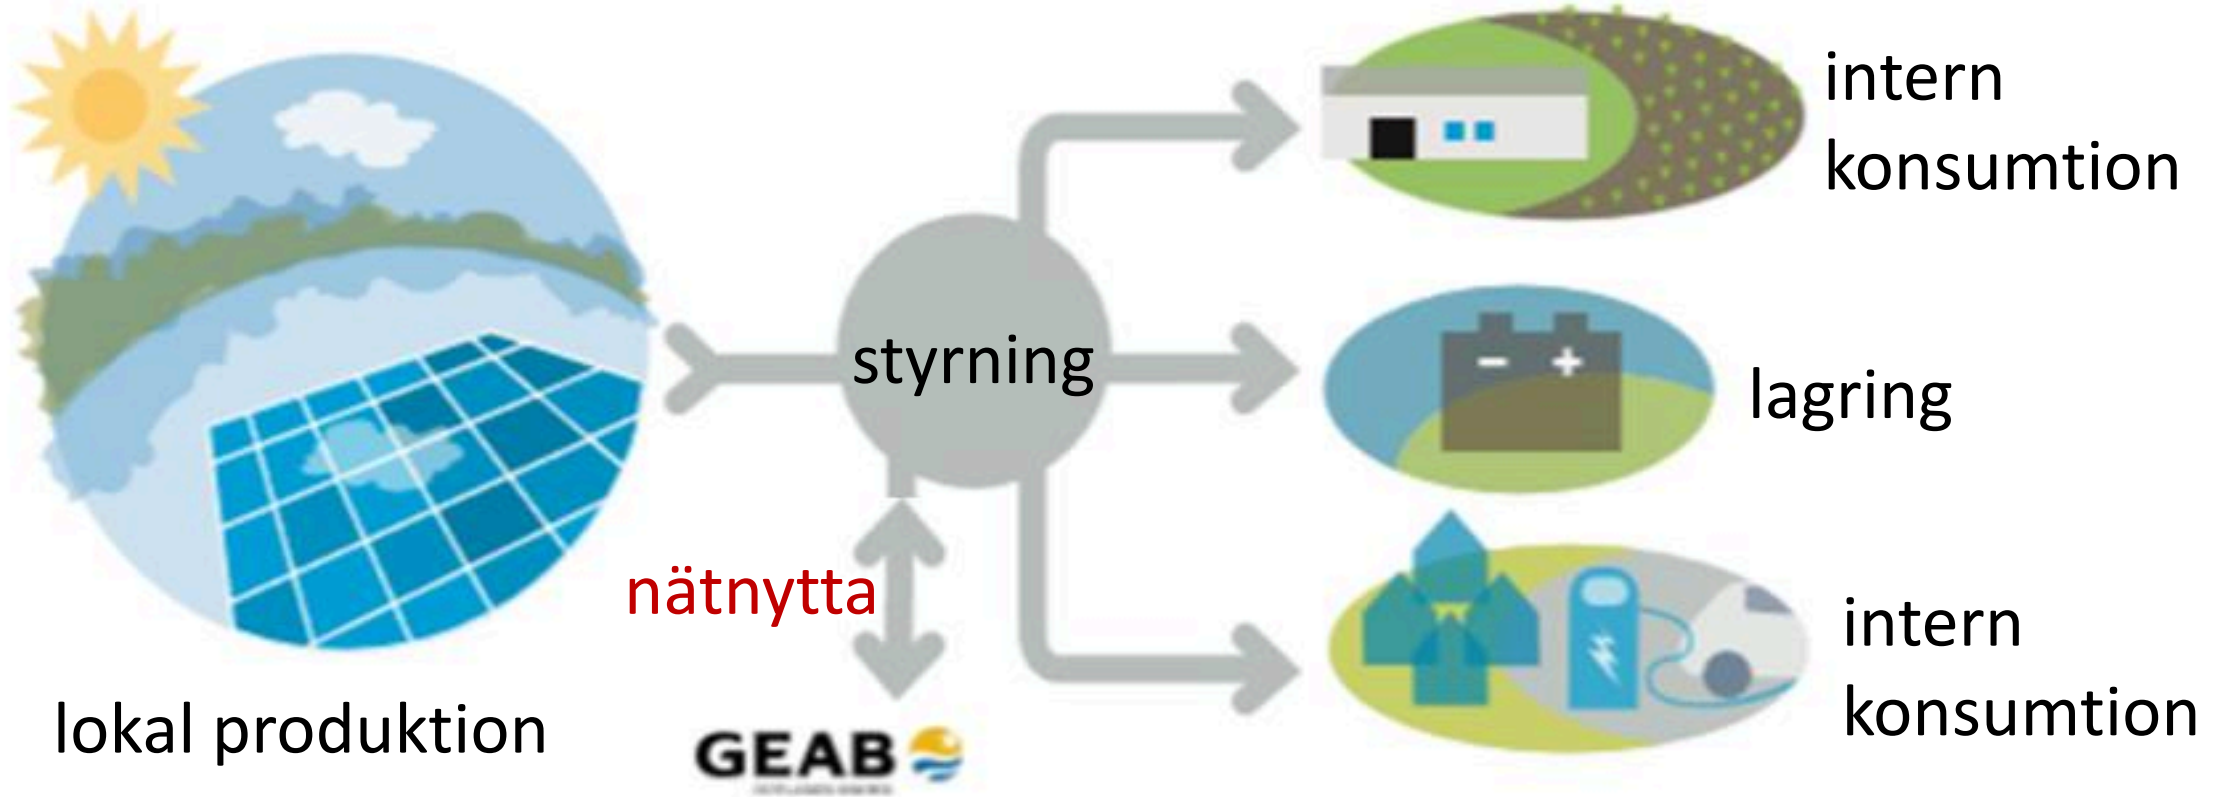 intern
konsumtion
styrning
lagring
nätnytta
intern
konsumtion
lokal produktion
GEAB